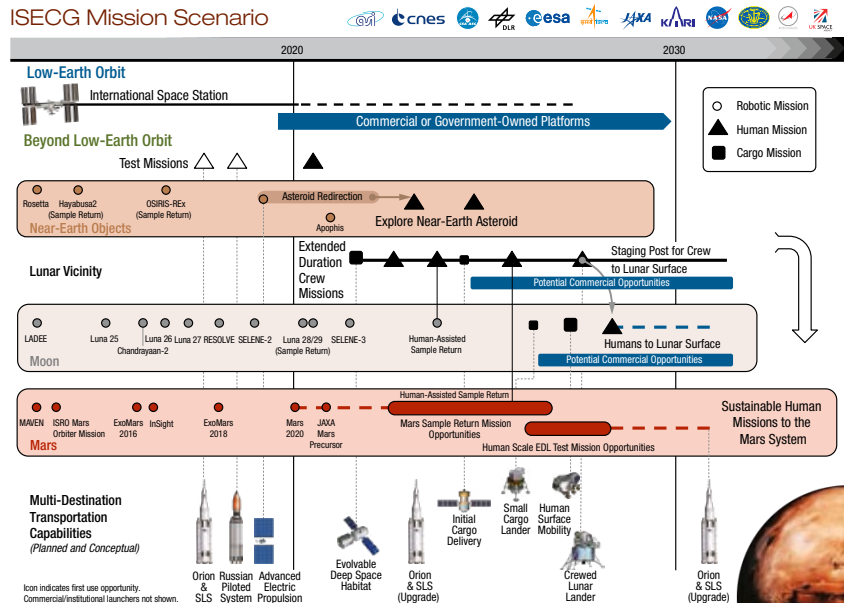 ISECG Mission Scenario
asi
cnes
DLR
esa
JAXA
KARI
NASA
UK SPACE
2020
2030
Low-Earth Orbit
International Space Station
Commercial or Government-Owned Platforms
Robotic Mission
Human Mission
Cargo Mission
Beyond Low-Earth Orbit
Test Missions
Rosetta
Hayabusa2
(Sample Return)
OSIRIS-REx
(Sample Return)
Asteroid Redirection
Apophis
Explore Near-Earth Asteroid
Near-Earth Objects
Lunar Vicinity
Extended
Duration
Crew
Missions
Staging Post for Crew
to Lunar Surface
Potential Commercial Opportunities
LADEE
Luna 25
Chandrayaan-2
Luna 26
Luna 27
RESOLVE
SELENE-2
Luna 28/29
(Sample Return)
SELENE-3
Human-Assisted
Sample Return
Humans to Lunar Surface
Potential Commercial Opportunities
Moon
MAVEN
ISRO Mars
Orbiter Mission
ExoMars
2016
InSight
ExoMars
2018
Mars
2020
JAXA
Mars
Precursor
Human-Assisted Sample Return
Mars Sample Return Mission
Opportunities
Human Scale EDL Test Mission Opportunities
Sustainable Human
Missions to the
Mars System
Mars
Multi-Destination
Transportation
Capabilities
(Planned and Conceptual)
Orion
&
SLS
Russian
Piloted
System
Advanced
Electric
Propulsion
Evolvable
Deep Space
Habitat
Orion
& SLS
(Upgrade)
Initial
Cargo
Delivery
Small
Cargo
Lander
Human
Surface
Mobility
Crewed
Lunar
Lander
Orion
& SLS
(Upgrade)
Icon indicates first use opportunity.
Commercial/institutional launchers not shown.